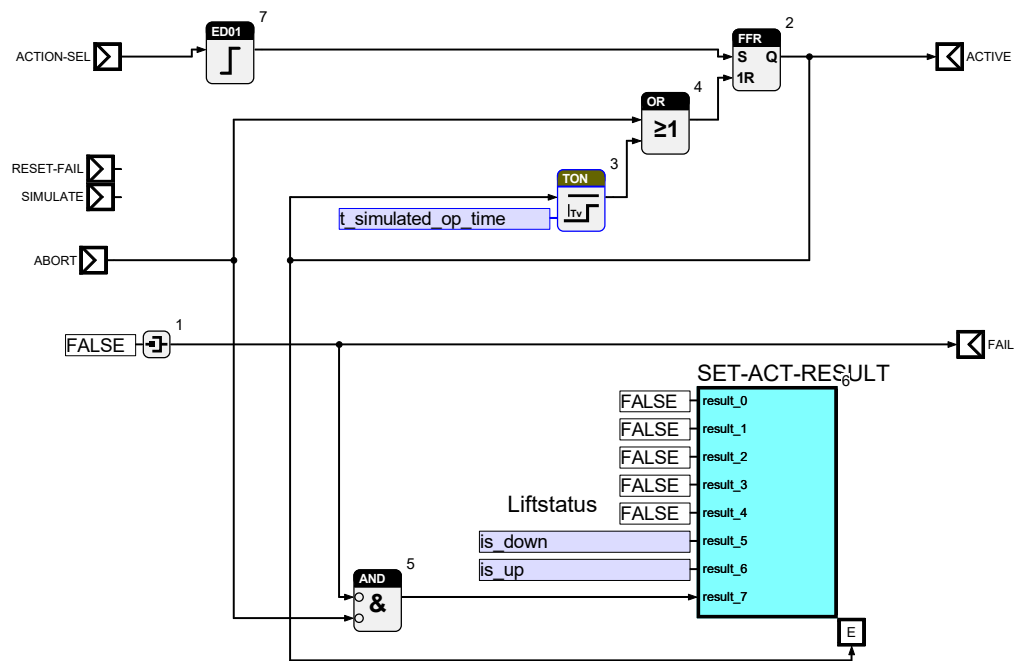 7
ED01
ACTION-SEL
2
FFR
S Q
1R
ACTIVE
4
OR
≥1
RESET-FAIL
SIMULATE
3
TON
Tv
t_simulated_op_time
ABORT
1
FALSE
FAIL
SET-ACT-RESULT
6
FALSE result_0
FALSE result_1
FALSE result_2
FALSE result_3
FALSE result_4
Liftstatus
is_down result_5
is_up result_6
result_7
5
AND
&
E